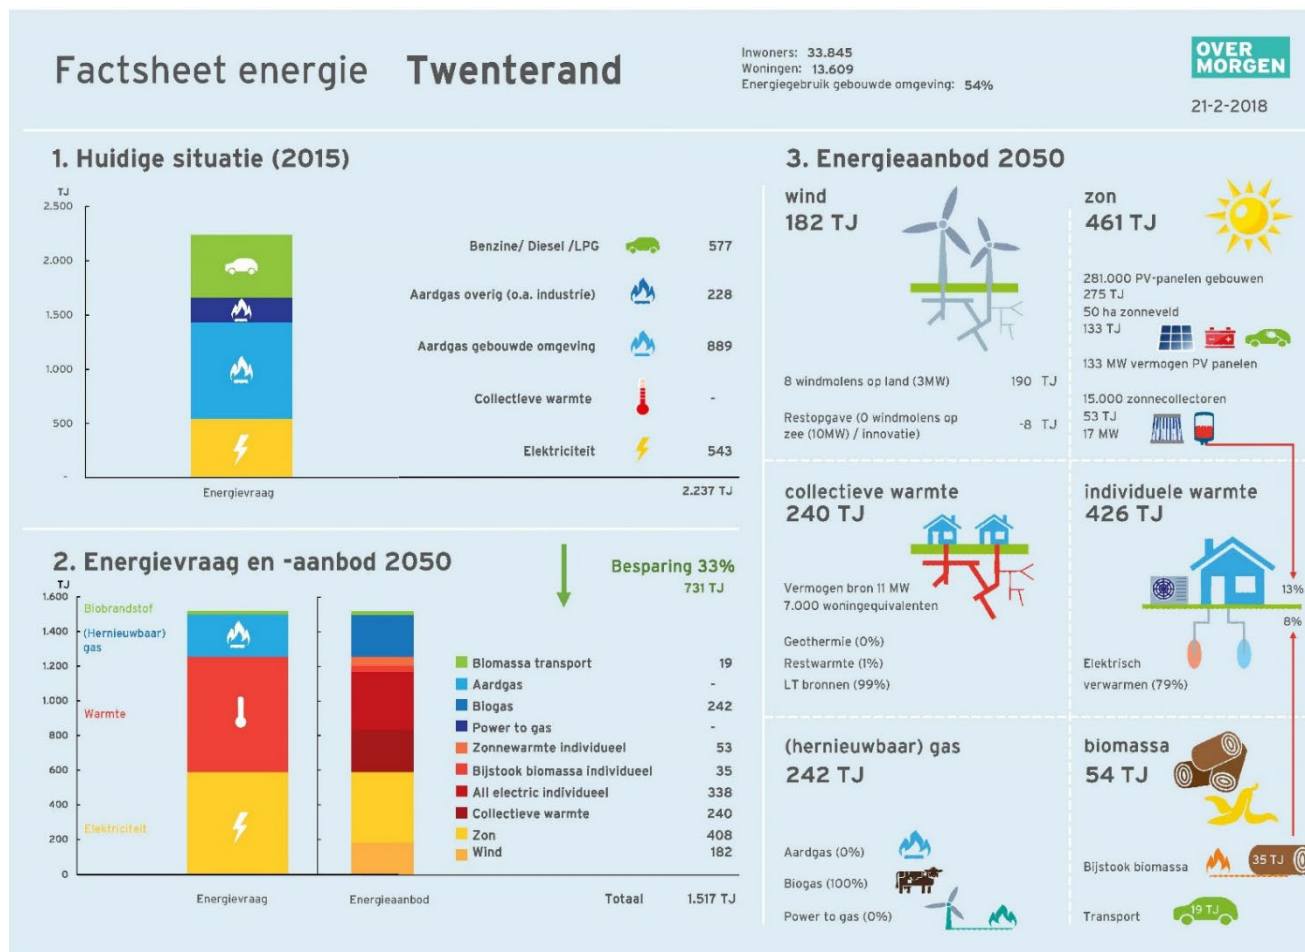 Factsheet energie Twenterand
Inwoners: 33.845
Woningen: 13.609
Energiegebruik gebouwde omgeving: 54%
OVER
MORGEN
21-2-2018
1. Huidige situatie (2015)
TJ
2.500
2.000
1.500
1.000
500
-
Energievraag
Benzine/ Diesel /LPG 577
Aardgas overig (o.a. industrie) 228
Aardgas gebouwde omgeving 889
Collectieve warmte -
Elektriciteit 543
2.237 TJ
2. Energievraag en -aanbod 2050
Besparing 33%
731 TJ
TJ
1.600
1.400
1.200
1.000
800
600
400
200
0
Biobrandstof
(Hernieuwbaar)
gas
Warmte
Elektriciteit
Energievraag
Energieaanbod
Biomassa transport 19
Aardgas -
Biogas 242
Power to gas -
Zonnewarmte individueel 53
Bijstook biomassa individueel 35
All electric individueel 338
Collectieve warmte 240
Zon 408
Wind 182
Totaal 1.517 TJ
3. Energieaanbod 2050
wind
182 TJ
8 windmolens op land (3MW) 190 TJ
Restopgave (0 windmolens op
zee (10MW) / innovatie) -8 TJ
zon
461 TJ
281.000 PV-panelen gebouwen
275 TJ
50 ha zonneveld
133 TJ
133 MW vermogen PV panelen
15.000 zonnecollectoren
53 TJ
17 MW
collectieve warmte
240 TJ
Vermogen bron 11 MW
7.000 woningequivalenten
Geothermie (0%)
Restwarmte (1%)
LT bronnen (99%)
individuele warmte
426 TJ
13%
8%
Elektrisch
verwarmen (79%)
(hernieuwbaar) gas
242 TJ
Aardgas (0%)
Biogas (100%)
Power to gas (0%)
biomassa
54 TJ
Bijstook biomassa 35 TJ
Transport 19 TJ